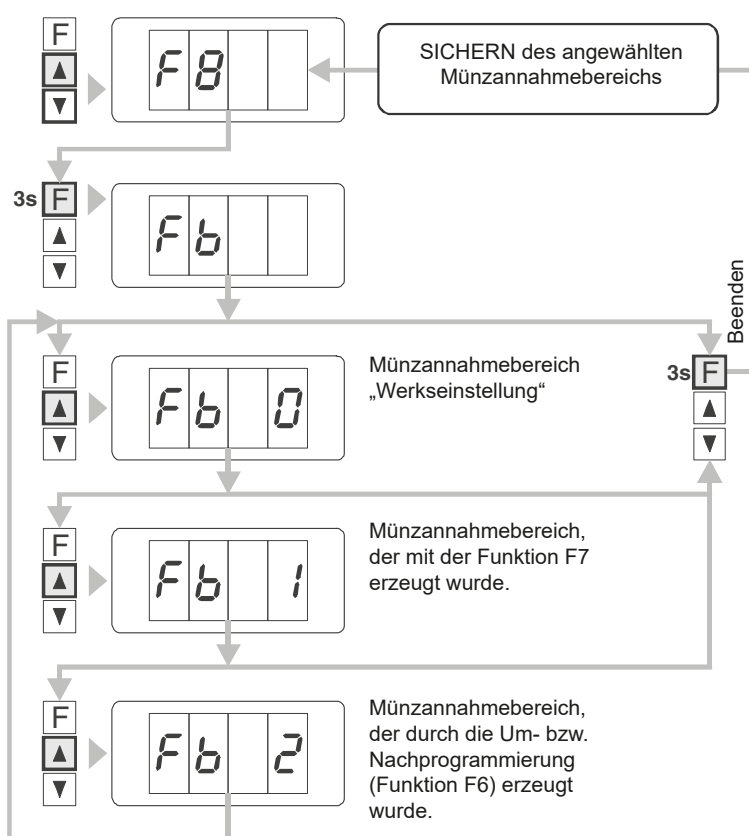 F
F8
SICHERN des angewählten
Münzannahmebereichs
3s F
Fb
Beenden
F
Fb 0
Münzannahmebereich
„Werkseinstellung“
3s F
F
Fb 1
Münzannahmebereich,
der mit der Funktion F7
erzeugt wurde.
F
Fb 2
Münzannahmebereich,
der durch die Um- bzw.
Nachprogrammierung
(Funktion F6) erzeugt
wurde.